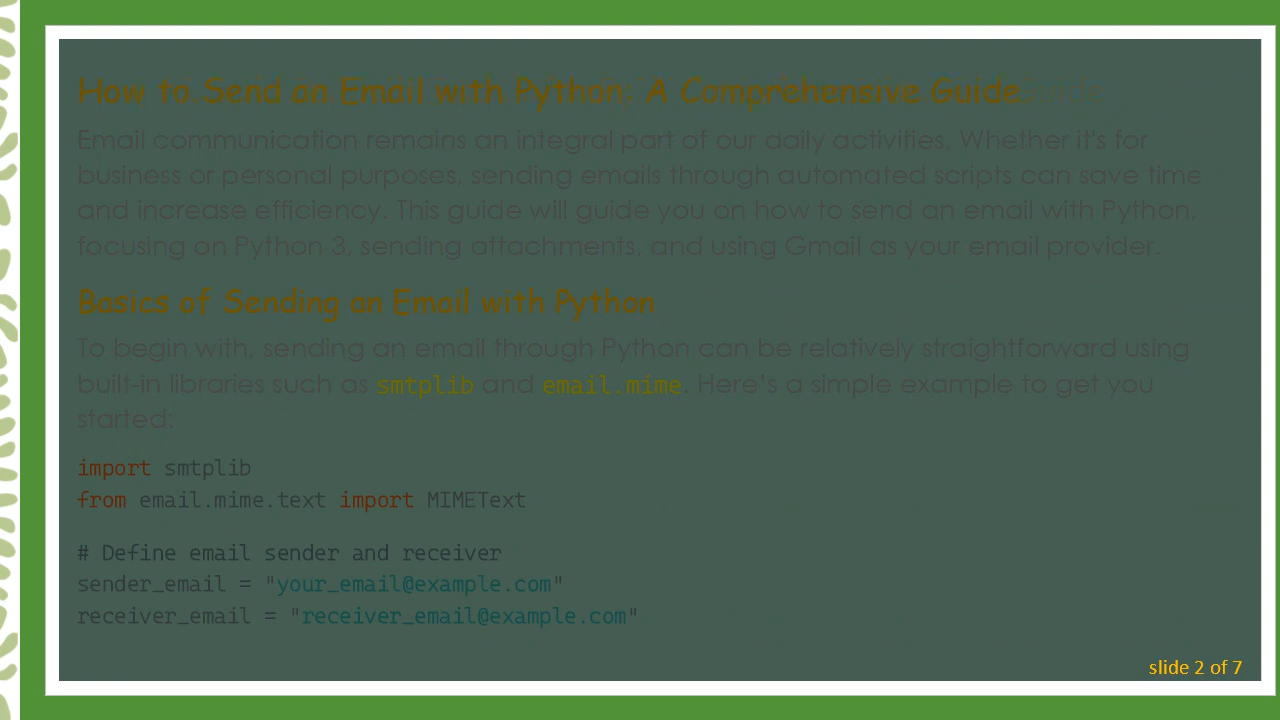 How to Send an Email with Python: A Comprehensive Guide
Email communication remains an integral part of our daily activities. Whether it's for
business or personal purposes, sending emails through automated scripts can save time
and increase efficiency. This guide will guide you on how to send an email with Python,
focusing on Python 3, sending attachments, and using Gmail as your email provider.
Basics of Sending an Email with Python
To begin with, sending an email through Python can be relatively straightforward using
built-in libraries such as smtplib and email.mime. Here's a simple example to get you
started:
import smtplib
from email.mime.text import MIMEText
# Define email sender and receiver
sender_email = "your_email@example.com"
receiver_email = "receiver_email@example.com"
slide 2 of 7